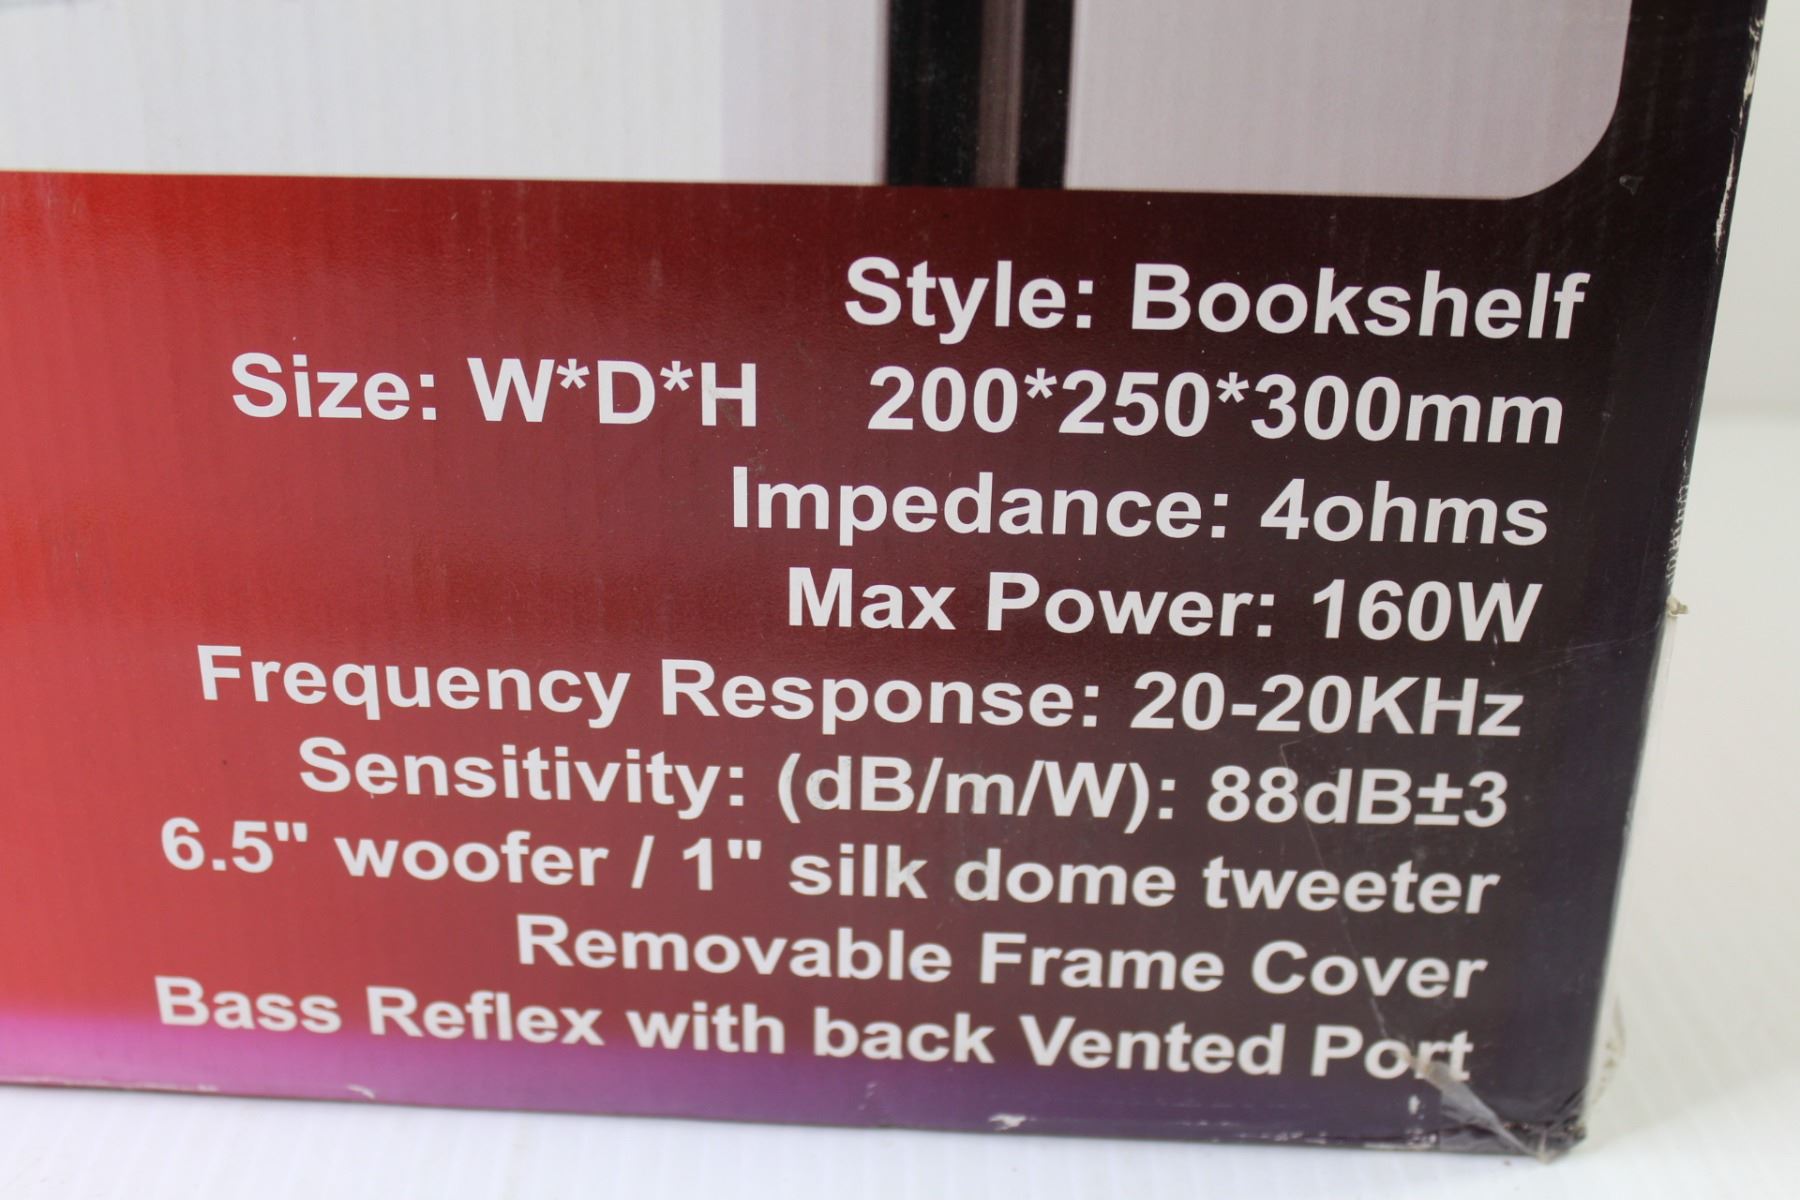 Style: Bookshelf
Size: W*D*H 200*250*300mm
Impedance: 4ohms
Max Power: 160W
Frequency Response: 20-20KHz
Sensitivity: (dB/m/W): 88dB±3
6.5" woofer / 1" silk dome tweeter
Removable Frame Cover
Bass Reflex with back Vented Port